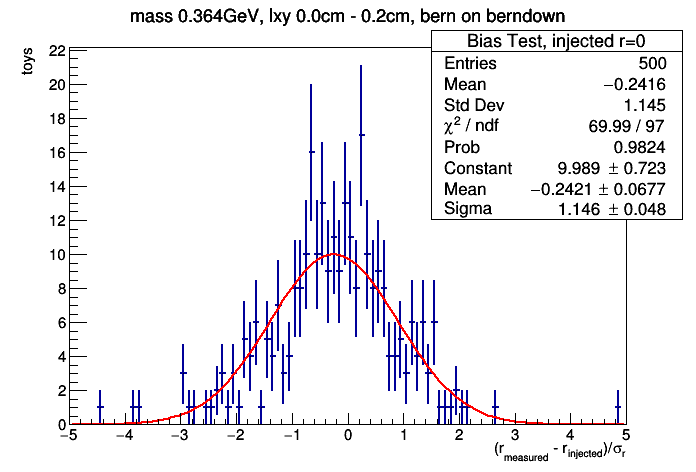 mass 0.364GeV, lxy 0.0cm - 0.2cm, bern on berndown
Bias Test, injected r=0
Entries 500
Mean −0.2416
Std Dev 1.145
χ² / ndf 69.99 / 97
Prob 0.9824
Constant 9.989 ± 0.723
Mean −0.2421 ± 0.0677
Sigma 1.146 ± 0.048
toys
22
20
18
16
14
12
10
8
6
4
2
0
−5 −4 −3 −2 −1 0 1 2 3 4 5
(r_measured - r_injected)/σ_r